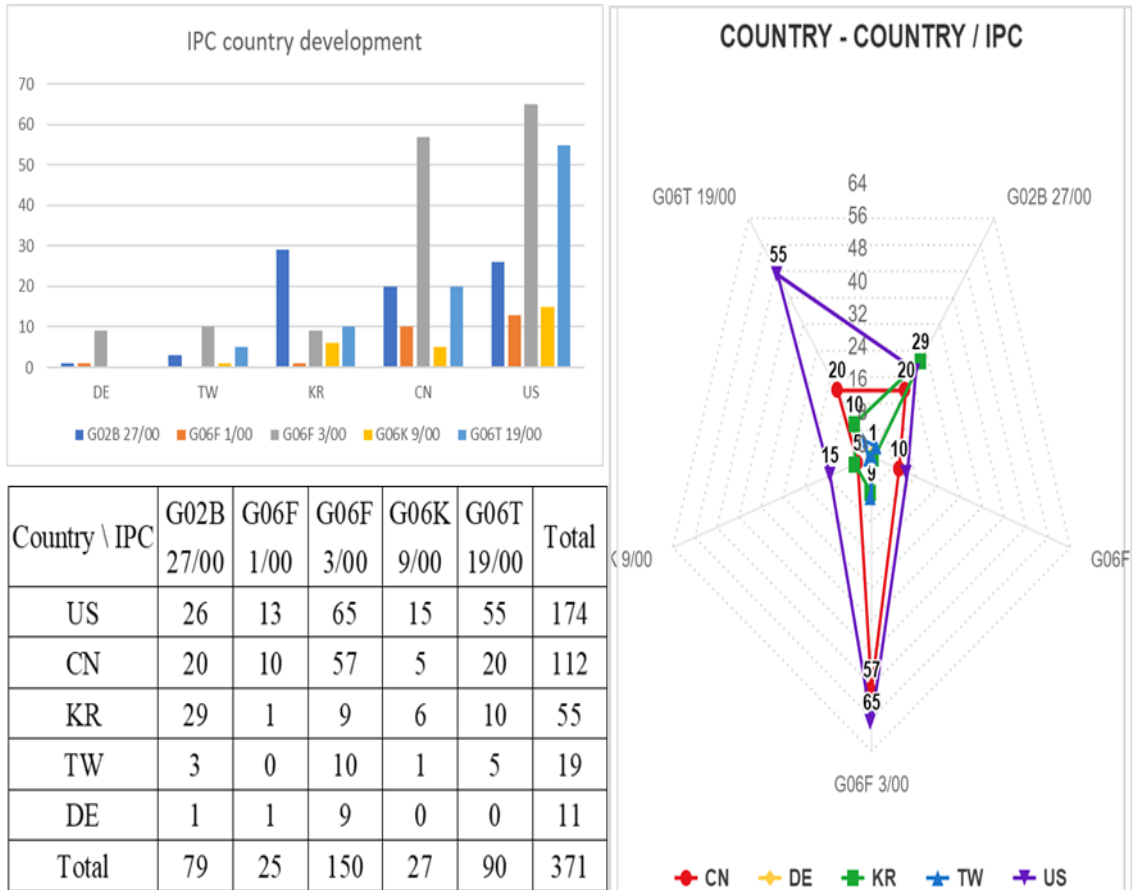 IPC country development
70
60
50
40
30
20
10
0
DE TW KR CN US
G02B 27/00 G06F 1/00 G06F 3/00 G06K 9/00 G06T 19/00
Country \ IPC G02B 27/00 G06F 1/00 G06F 3/00 G06K 9/00 G06T 19/00 Total
US 26 13 65 15 55 174
CN 20 10 57 5 20 112
KR 29 1 9 6 10 55
TW 3 0 10 1 5 19
DE 1 1 9 0 0 11
Total 79 25 150 27 90 371
COUNTRY - COUNTRY / IPC
64
G06T 19/00 G02B 27/00
56
48
55
40
32
29
24
20 20
16
10
8
1
5 10
15
9
9/00 G06F
57
65
G06F 3/00
CN DE KR TW US